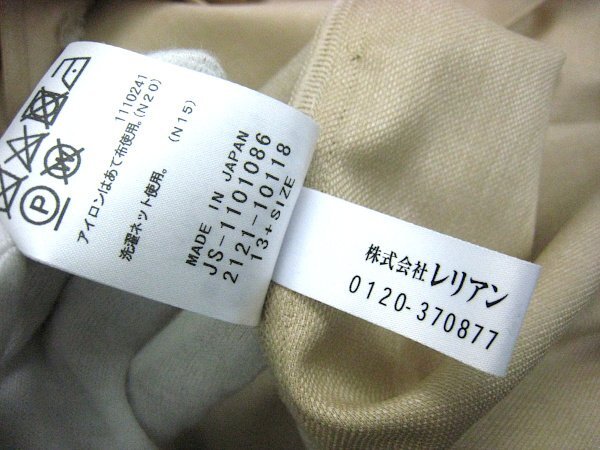 1110241
アイロンはあて布使用。(N20)
洗濯ネット使用。 (N15)
MADE IN JAPAN
JS-1101086
2121-10118
13+SIZE
P
W
株式会社レリアン
0120-370877